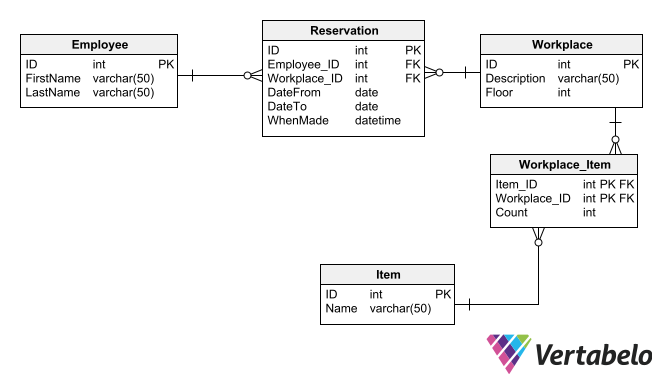 Employee
ID int PK
FirstName varchar(50)
LastName varchar(50)
Reservation
ID int PK
Employee_ID int FK
Workplace_ID int FK
DateFrom date
DateTo date
WhenMade datetime
Workplace
ID int PK
Description varchar(50)
Floor int
Workplace_Item
Item_ID int PK FK
Workplace_ID int PK FK
Count int
Item
ID int PK
Name varchar(50)
Vertabelo